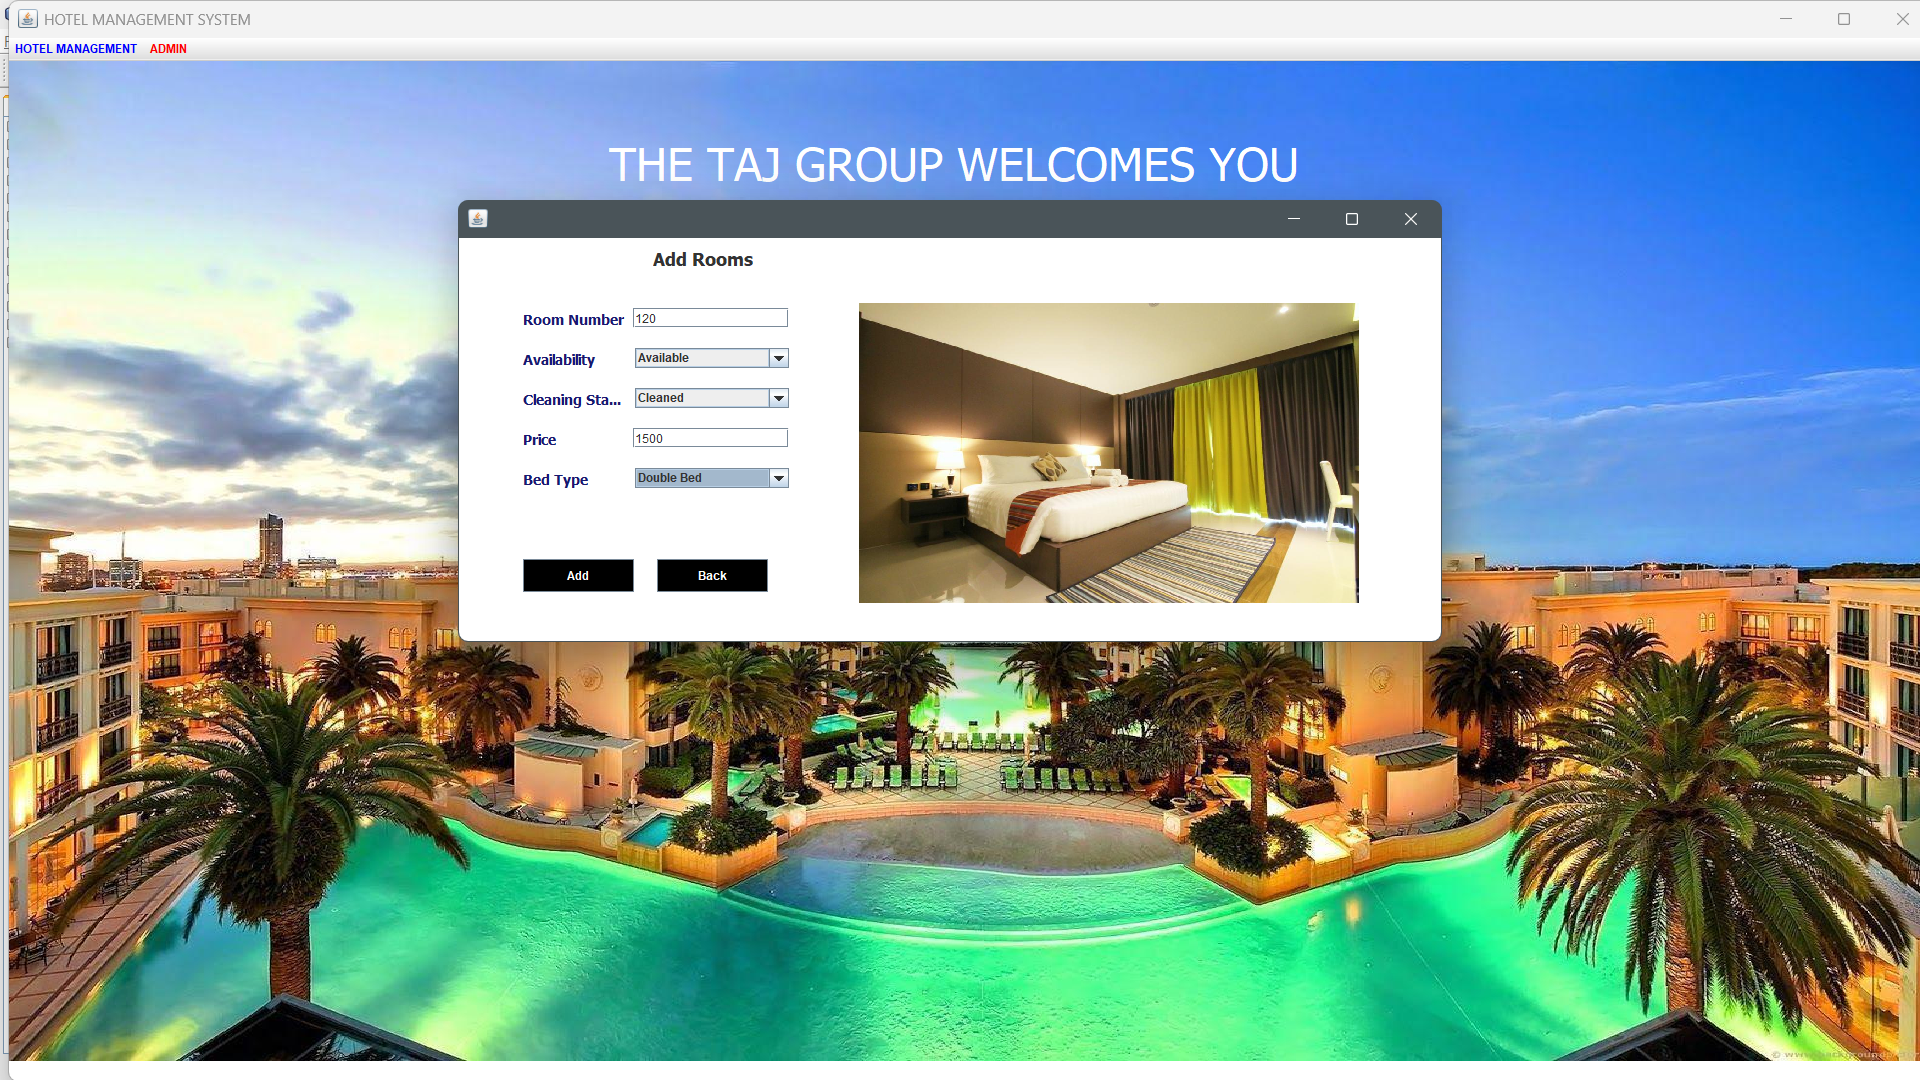 HOTEL MANAGEMENT SYSTEM
HOTEL MANAGEMENT ADMIN
THE TAJ GROUP WELCOMES YOU
Add Rooms
Room Number 120
Availability Available
Cleaning Sta... Cleaned
Price 1500
Bed Type Double Bed
Add Back